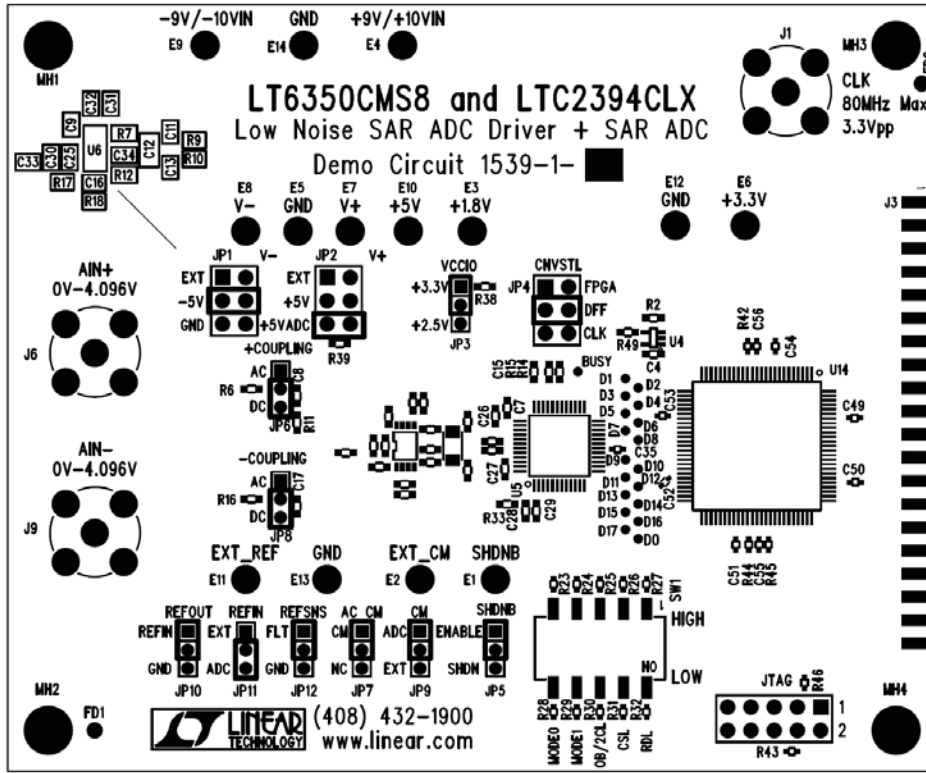 -9V/-10VIN GND +9V/+10VIN
E9 E14 E4
J1
MH1 MH3
CLK
80MHz Max
3.3Vpp
LT6350CMS8 and LTC2394CLX
Low Noise SAR ADC Driver + SAR ADC
Demo Circuit 1539-1-
C32 C31
C9 U6 R7 C34 R12 C12 C11 R9 R10 C13
C33 C30 C25 R17 C16 R18
E8 E5 E7 E10 E3 E12 E6
V- GND V+ +5V +1.8V GND +3.3V
J3
JP1 V- JP2 V+
EXT EXT
-5V +5V
GND +5VADC
R39
VCCIO
+3.3V R38
+2.5V
JP3
CNVSTL
JP4 FPGA
DFF
CLK
R2
R49 U4
C4
R42 C56 C54
U14
AIN+
0V-4.096V
J6
+COUPLING
AC C8
R6
DC
JP6 R11
BUSY
C15 R15 R14
C26 C7
C27 U5
R33 C28 C29
D1 D2
D3 D4
D5 D6
D7 D8
C35
D9 D10
D11 D12
D13 D14
D15 D16
D17 D0
C53 C52
C49
C50
C51 R44 C55 R45
AIN-
0V-4.096V
J9
-COUPLING
AC C17
R16
DC
JP8
EXT_REF GND EXT_CM SHDNB
E11 E13 E2 E1
R23 R24 R25 R26 R27 SW1
1
HIGH
NO
LOW
R28 R29 R30 R31 R32
MODE0 MODE1 OB/2CL CSL RDL
REFOUT REFIN REFSNS AC_CM CM SHDNB
REFIN EXT FLT CM ADC ENABLE
GND ADC GND NC EXT SHDN
JP10 JP11 JP12 JP7 JP9 JP5
JTAG R46
1
2
R43
MH2 FD1 MH4
LINEAR
TECHNOLOGY
(408) 432-1900
www.linear.com